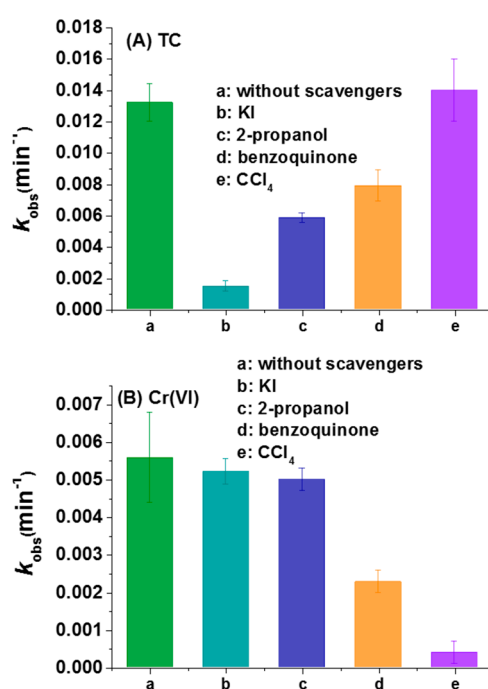 (A) TC
a: without scavengers
b: KI
c: 2-propanol
d: benzoquinone
e: CCl₄
0.018
0.016
0.014
0.012
0.010
0.008
0.006
0.004
0.002
0.000
k_obs(min⁻¹)
a b c d e
a: without scavengers
b: KI
c: 2-propanol
d: benzoquinone
e: CCl₄
(B) Cr(VI)
0.007
0.006
0.005
0.004
0.003
0.002
0.001
0.000
k_obs(min⁻¹)
a b c d e